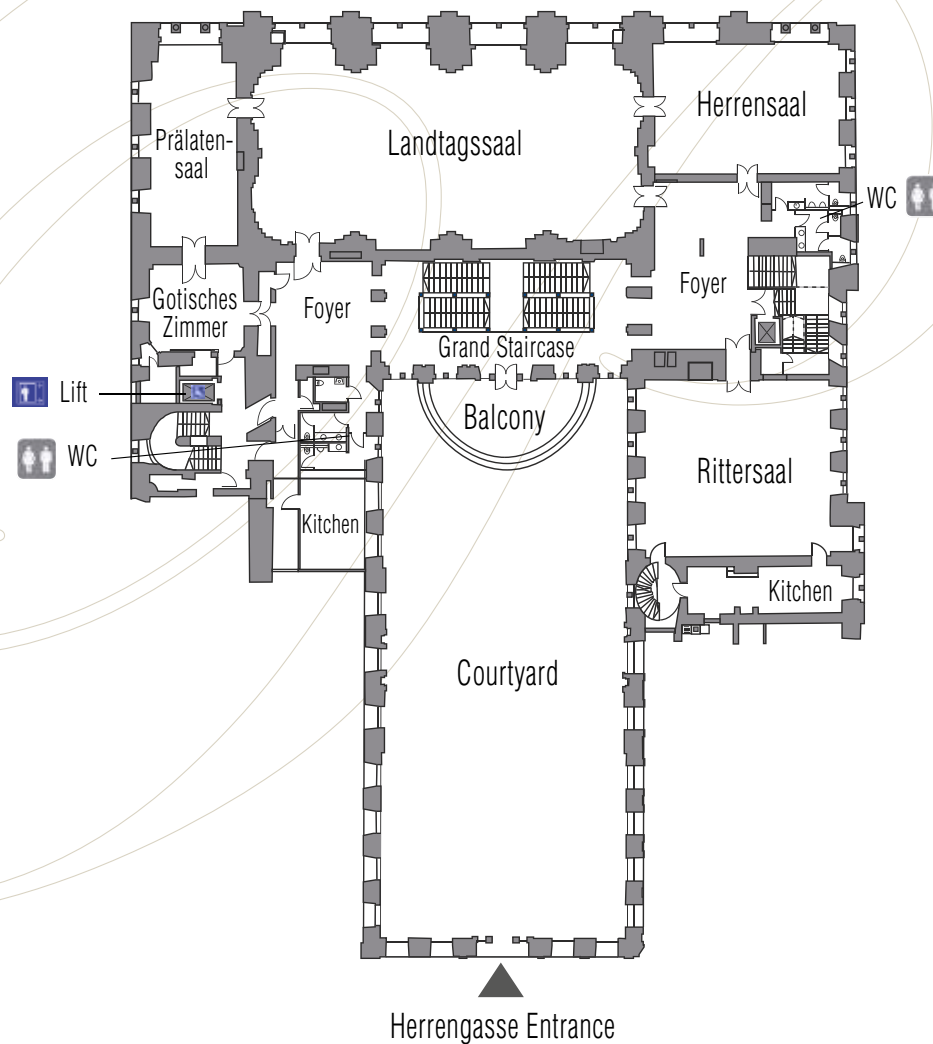 Herrensaal
Landtagssaal
Prälaten-
saal
WC
Gotisches
Zimmer
Foyer
Foyer
Grand Staircase
Lift
Balcony
WC
Rittersaal
Kitchen
Kitchen
Courtyard
Herrengasse Entrance